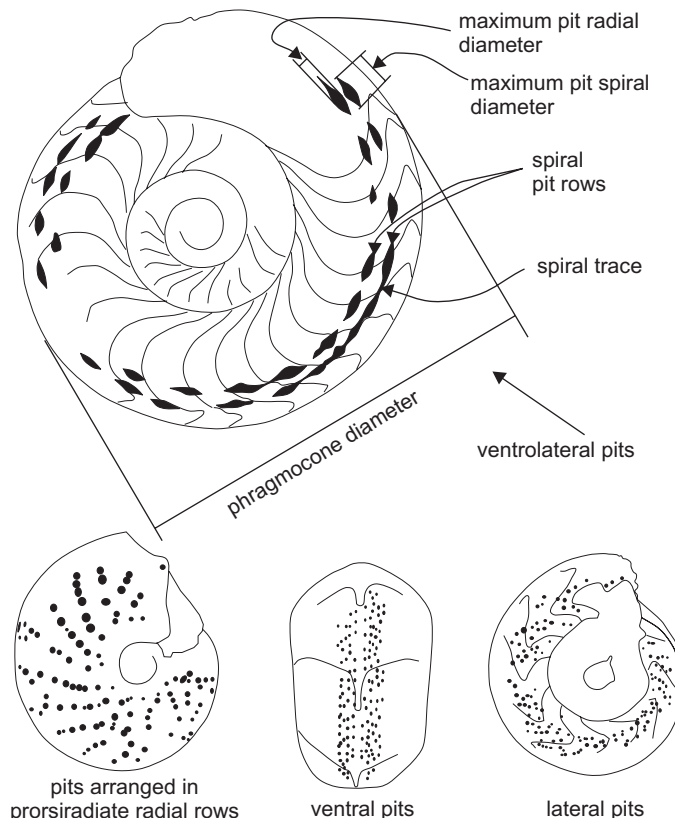 maximum pit radial
diameter
maximum pit spiral
diameter
spiral
pit rows
spiral trace
phragmocone diameter
ventrolateral pits
pits arranged in
prorsiradiate radial rows
ventral pits
lateral pits